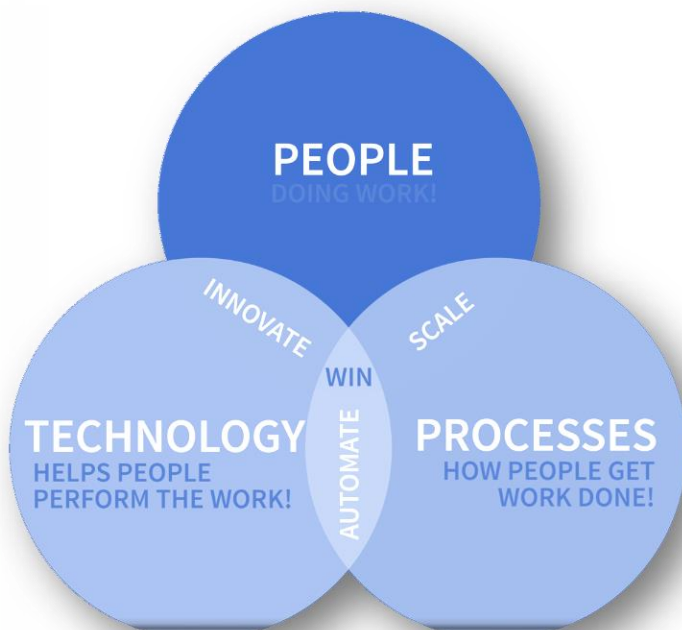 PEOPLE
DOING WORK!
INNOVATE
SCALE
WIN
TECHNOLOGY
HELPS PEOPLE
PERFORM THE WORK!
AUTOMATE
PROCESSES
HOW PEOPLE GET
WORK DONE!